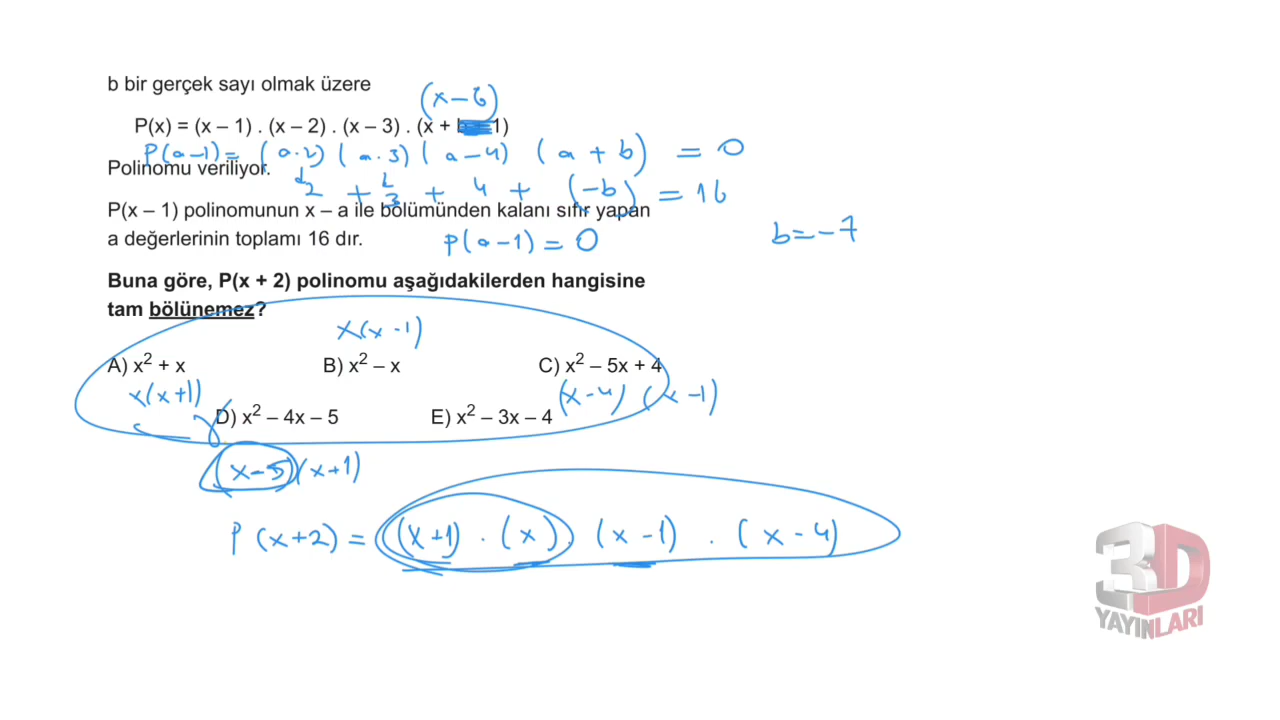 b bir gerçek sayı olmak üzere
(x – 6)
P(x) = (x – 1) . (x – 2) . (x – 3) . (x + b + 1)
P(a-1) = (a-2) (a-3) (a-4) (a + b) = 0
Polinomu veriliyor.
2 + 3 + 4 + (-b) = 16
P(x – 1) polinomunun x – a ile bölümünden kalanı sıfır yapan
b = -7
a değerlerinin toplamı 16 dır.
P(a-1) = 0
Buna göre, P(x + 2) polinomu aşağıdakilerden hangisine
tam bölünemez?
x(x-1)
A) x² + x B) x² – x C) x² – 5x + 4
x(x+1) (x-4) (x-1)
D) x² – 4x – 5 E) x² – 3x – 4
(x-5)(x+1)
P(x+2) = (x+1) . (x) . (x-1) . (x-4)
3D
YAYINLARI